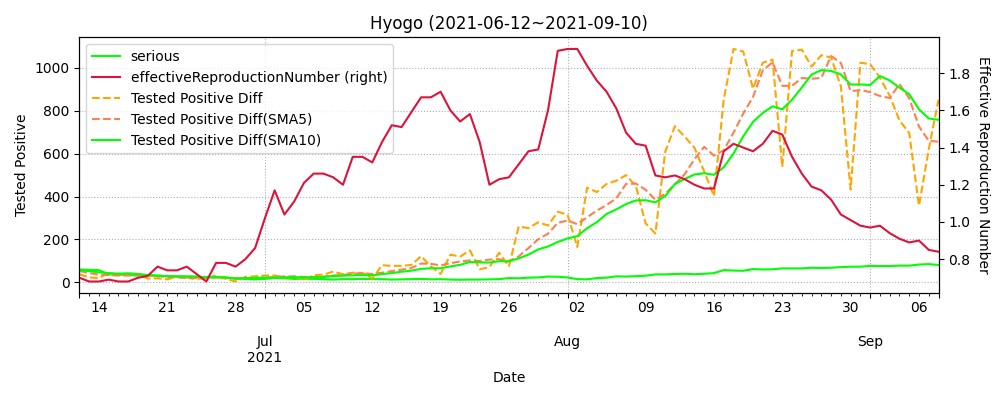 Hyogo (2021-06-12~2021-09-10)
serious
effectiveReproductionNumber (right)
Tested Positive Diff
Tested Positive Diff(SMA5)
Tested Positive Diff(SMA10)
Tested Positive
1000
800
600
400
200
0
Effective Reproduction Number
1.8
1.6
1.4
1.2
1.0
0.8
14 21 28 05 12 19 26 02 09 16 23 30 06
Jul Aug Sep
2021
Date